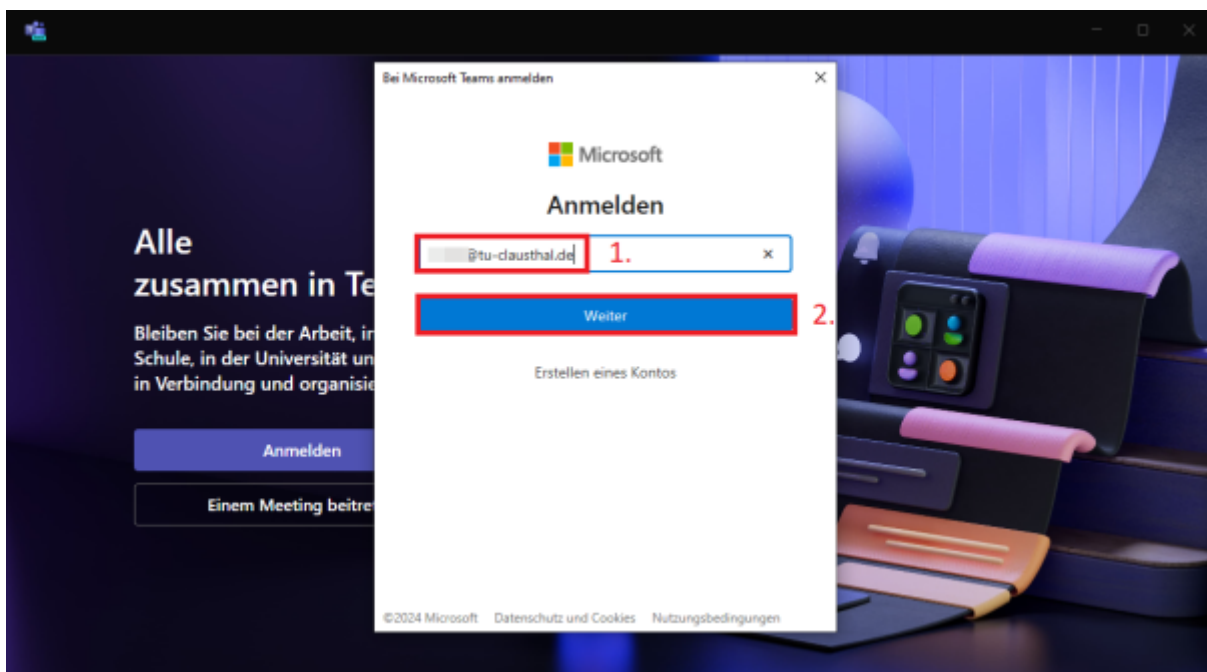 Bei Microsoft Teams anmelden
Microsoft
Anmelden
@tu-clausthal.de
1.
Weiter
2.
Erstellen eines Kontos
©2024 Microsoft Datenschutz und Cookies Nutzungsbedingungen
Alle
zusammen in Te
Bleiben Sie bei der Arbeit, in
Schule, in der Universität un
in Verbindung und organisie
Anmelden
Einem Meeting beitre